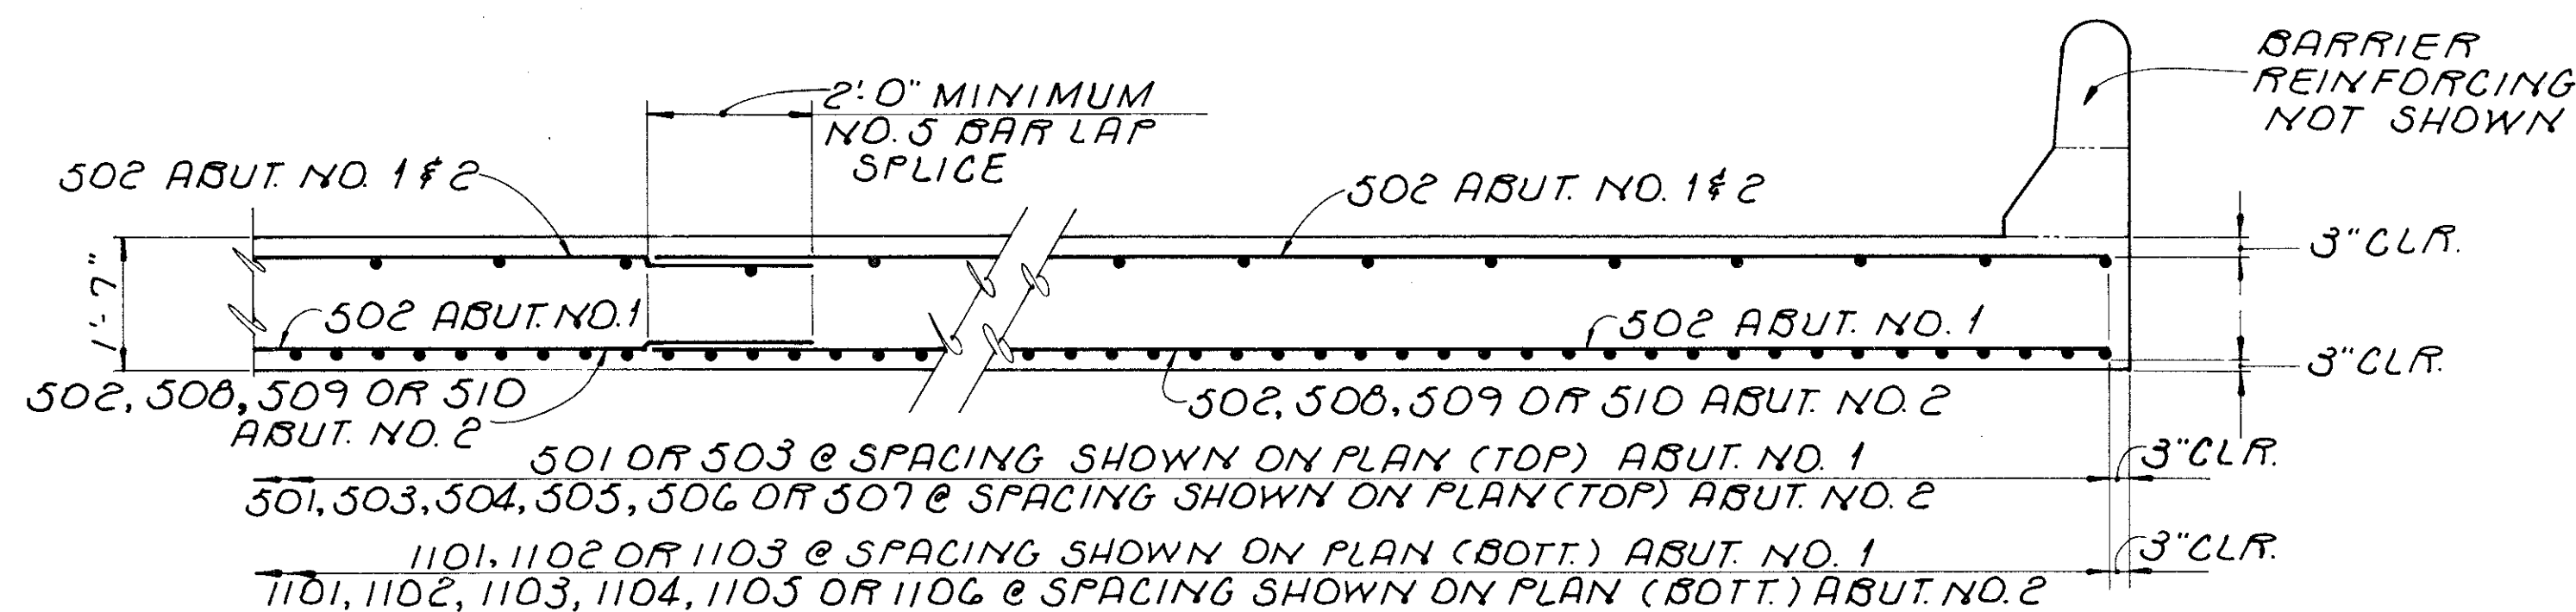 BARRIER
REINFORCING
NOT SHOWN
2'-0" MINIMUM
NO. 5 BAR LAP
SPLICE
502 ABUT. NO. 1 & 2
502 ABUT. NO. 1 & 2
3" CLR.
1'-7"
502 ABUT. NO. 1
502 ABUT. NO. 1
3" CLR.
502, 508, 509 OR 510
ABUT. NO. 2
502, 508, 509 OR 510 ABUT. NO. 2
501 OR 503 @ SPACING SHOWN ON PLAN (TOP) ABUT. NO. 1
3" CLR.
501, 503, 504, 505, 506 OR 507 @ SPACING SHOWN ON PLAN (TOP) ABUT. NO. 2
1101, 1102 OR 1103 @ SPACING SHOWN ON PLAN (BOTT.) ABUT. NO. 1
3" CLR.
1101, 1102, 1103, 1104, 1105 OR 1106 @ SPACING SHOWN ON PLAN (BOTT.) ABUT. NO. 2